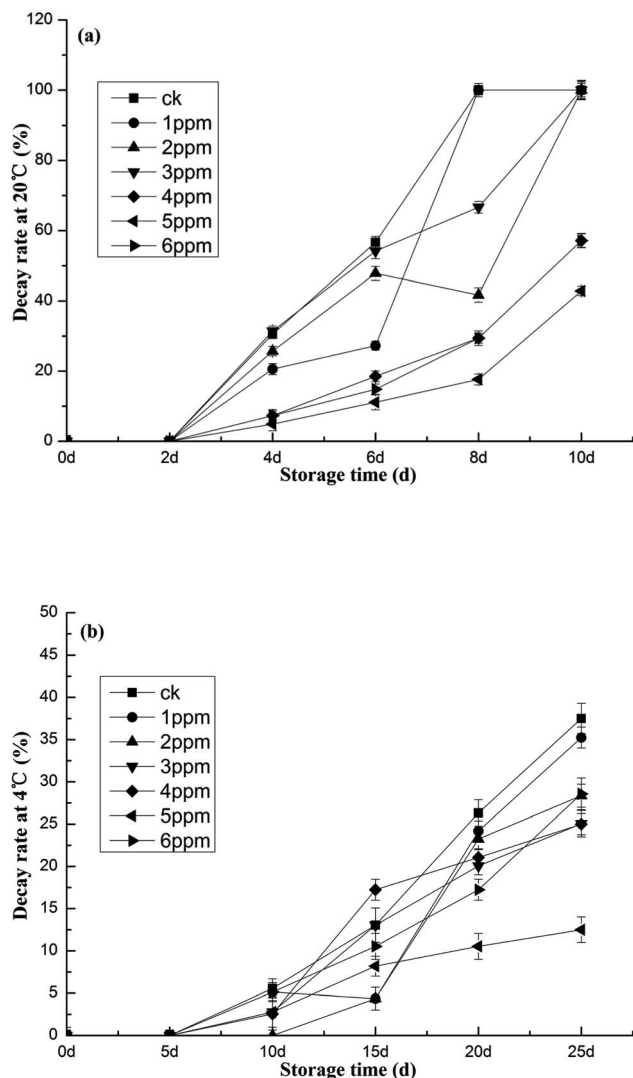 (a)
120
100
80
60
40
20
0
Decay rate at 20℃ (%)
ck
1ppm
2ppm
3ppm
4ppm
5ppm
6ppm
0d 2d 4d 6d 8d 10d
Storage time (d)
(b)
50
45
40
35
30
25
20
15
10
5
0
Decay rate at 4℃ (%)
ck
1ppm
2ppm
3ppm
4ppm
5ppm
6ppm
0d 5d 10d 15d 20d 25d
Storage time (d)